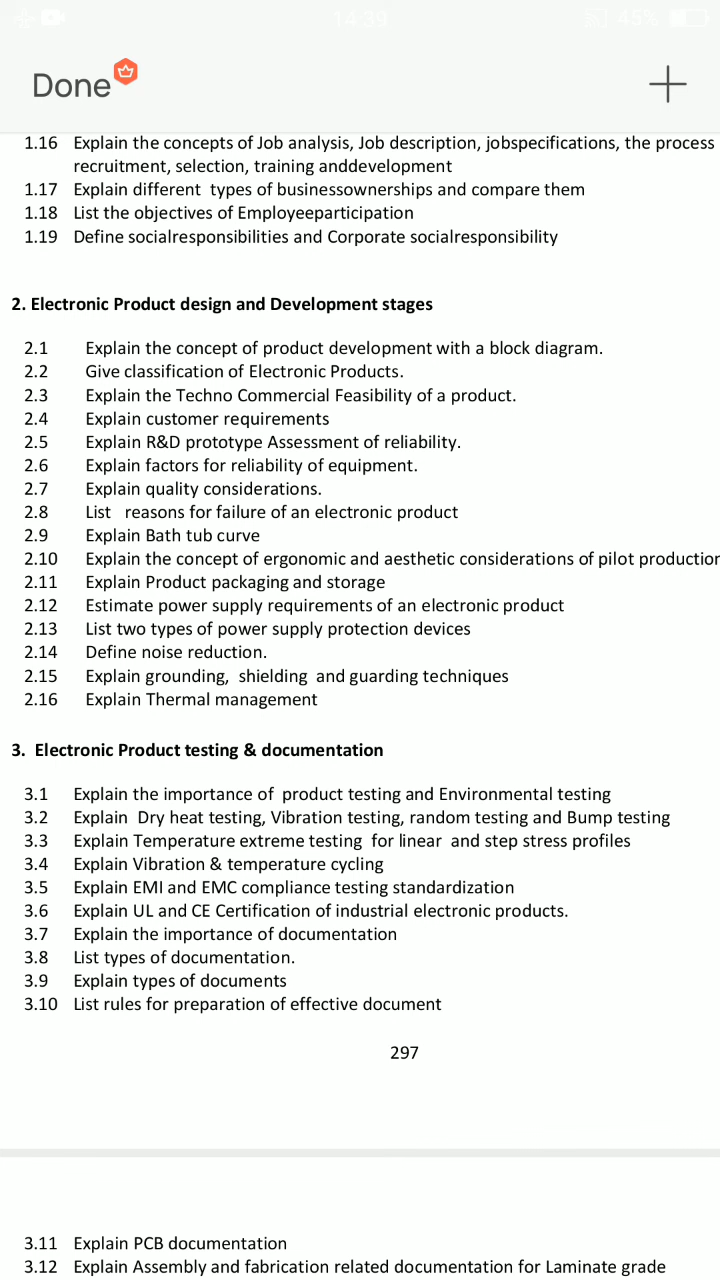 14:39
45%
Done
1.16 Explain the concepts of Job analysis, Job description, jobspecifications, the process
recruitment, selection, training anddevelopment
1.17 Explain different types of businessownerships and compare them
1.18 List the objectives of Employeeparticipation
1.19 Define socialresponsibilities and Corporate socialresponsibility
2. Electronic Product design and Development stages
2.1 Explain the concept of product development with a block diagram.
2.2 Give classification of Electronic Products.
2.3 Explain the Techno Commercial Feasibility of a product.
2.4 Explain customer requirements
2.5 Explain R&D prototype Assessment of reliability.
2.6 Explain factors for reliability of equipment.
2.7 Explain quality considerations.
2.8 List reasons for failure of an electronic product
2.9 Explain Bath tub curve
2.10 Explain the concept of ergonomic and aesthetic considerations of pilot production
2.11 Explain Product packaging and storage
2.12 Estimate power supply requirements of an electronic product
2.13 List two types of power supply protection devices
2.14 Define noise reduction.
2.15 Explain grounding, shielding and guarding techniques
2.16 Explain Thermal management
3. Electronic Product testing & documentation
3.1 Explain the importance of product testing and Environmental testing
3.2 Explain Dry heat testing, Vibration testing, random testing and Bump testing
3.3 Explain Temperature extreme testing for linear and step stress profiles
3.4 Explain Vibration & temperature cycling
3.5 Explain EMI and EMC compliance testing standardization
3.6 Explain UL and CE Certification of industrial electronic products.
3.7 Explain the importance of documentation
3.8 List types of documentation.
3.9 Explain types of documents
3.10 List rules for preparation of effective document
297
3.11 Explain PCB documentation
3.12 Explain Assembly and fabrication related documentation for Laminate grade